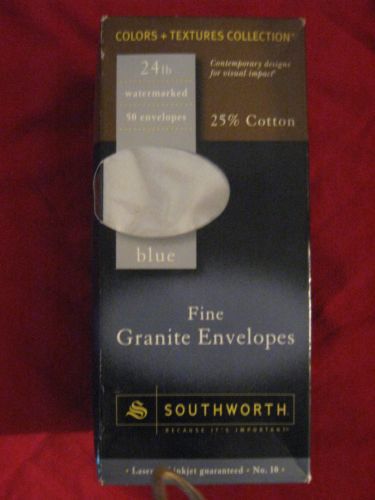 COLORS + TEXTURES COLLECTION™
24lb
watermarked
50 envelopes
Contemporary designs
for visual impact®
25% Cotton
blue
Fine
Granite Envelopes
S SOUTHWORTH®
BECAUSE IT'S IMPORTANT®
• Laser inkjet guaranteed • No. 10 •